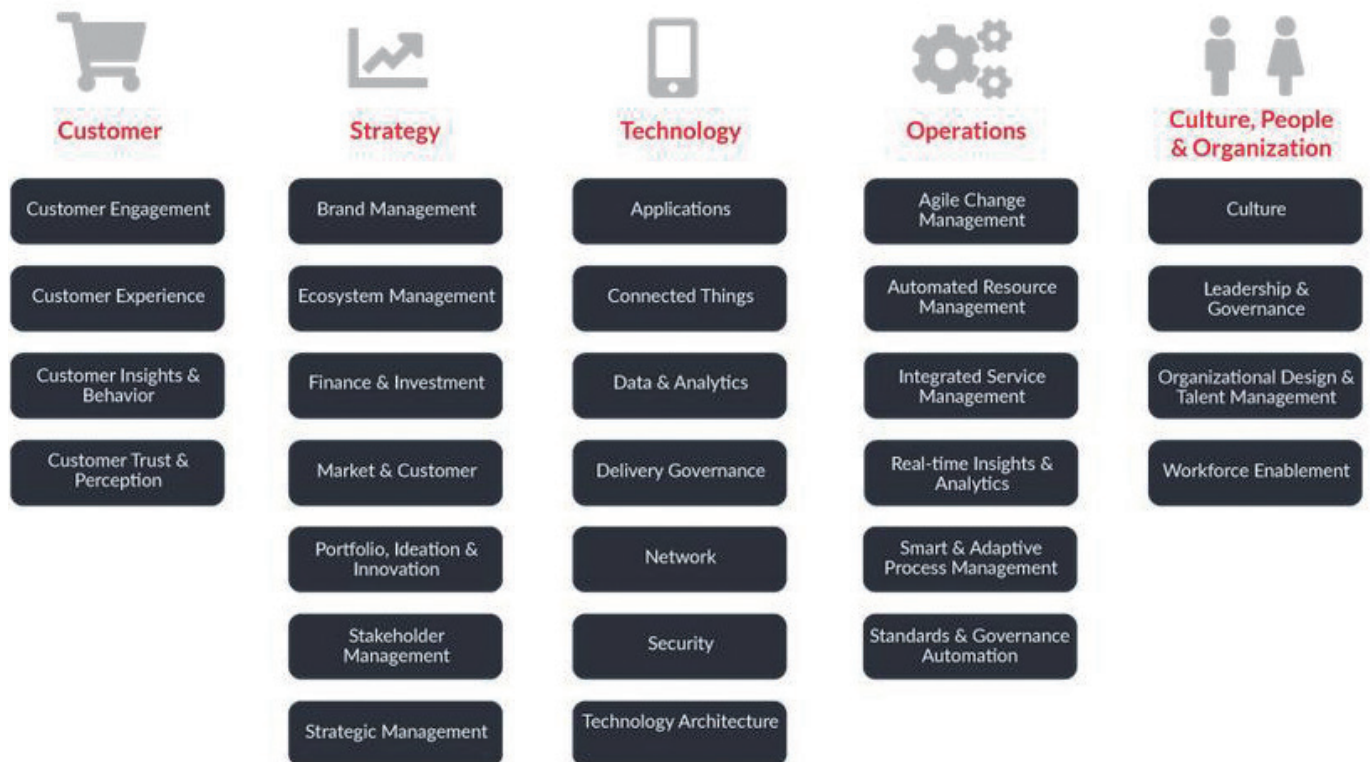 Customer
Strategy
Technology
Operations
Culture, People
& Organization
Customer Engagement
Customer Experience
Customer Insights &
Behavior
Customer Trust &
Perception
Brand Management
Ecosystem Management
Finance & Investment
Market & Customer
Portfolio, Ideation &
Innovation
Stakeholder
Management
Strategic Management
Applications
Connected Things
Data & Analytics
Delivery Governance
Network
Security
Technology Architecture
Agile Change
Management
Automated Resource
Management
Integrated Service
Management
Real-time Insights &
Analytics
Smart & Adaptive
Process Management
Standards & Governance
Automation
Culture
Leadership &
Governance
Organizational Design &
Talent Management
Workforce Enablement